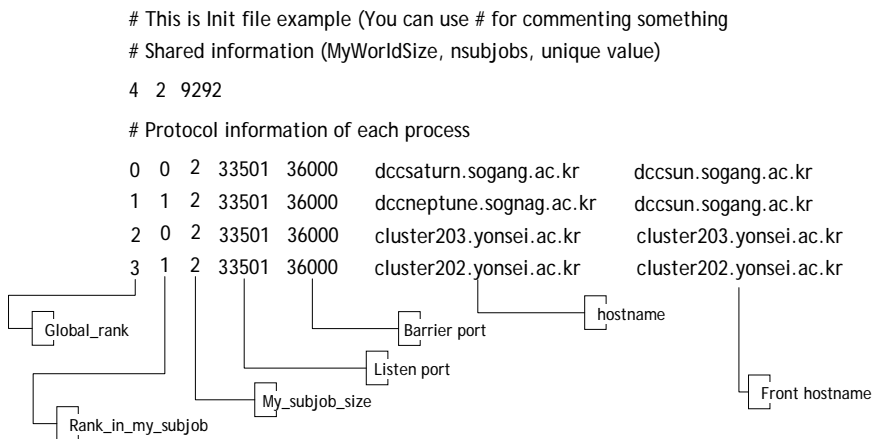 # This is Init file example (You can use # for commenting something
# Shared information (MyWorldSize, nsubjobs, unique value)
4 2 9292
# Protocol information of each process
0 0 2 33501 36000 dccsaturn.sogang.ac.kr dccsun.sogang.ac.kr
1 1 2 33501 36000 dccneptune.sognag.ac.kr dccsun.sogang.ac.kr
2 0 2 33501 36000 cluster203.yonsei.ac.kr cluster203.yonsei.ac.kr
3 1 2 33501 36000 cluster202.yonsei.ac.kr cluster202.yonsei.ac.kr
hostname
Global_rank
Barrier port
Listen port
Front hostname
My_subjob_size
Rank_in_my_subjob